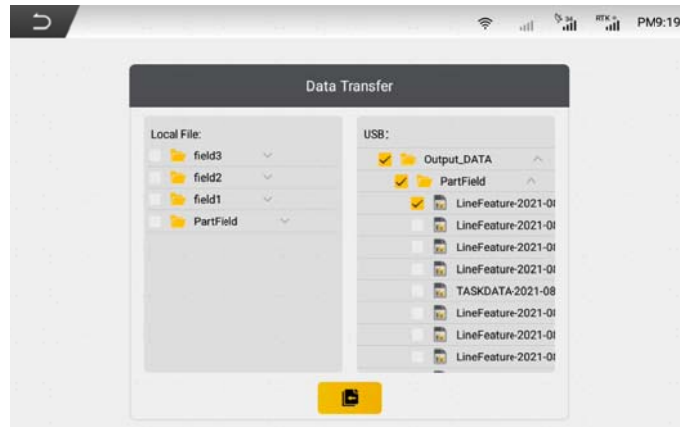 34
RTK
PM9:19
Data Transfer
Local File:
field3
field2
field1
PartField
USB:
Output_DATA
PartField
LineFeature-2021-08
LineFeature-2021-08
LineFeature-2021-08
LineFeature-2021-08
TASKDATA-2021-08
LineFeature-2021-08
LineFeature-2021-08
LineFeature-2021-08